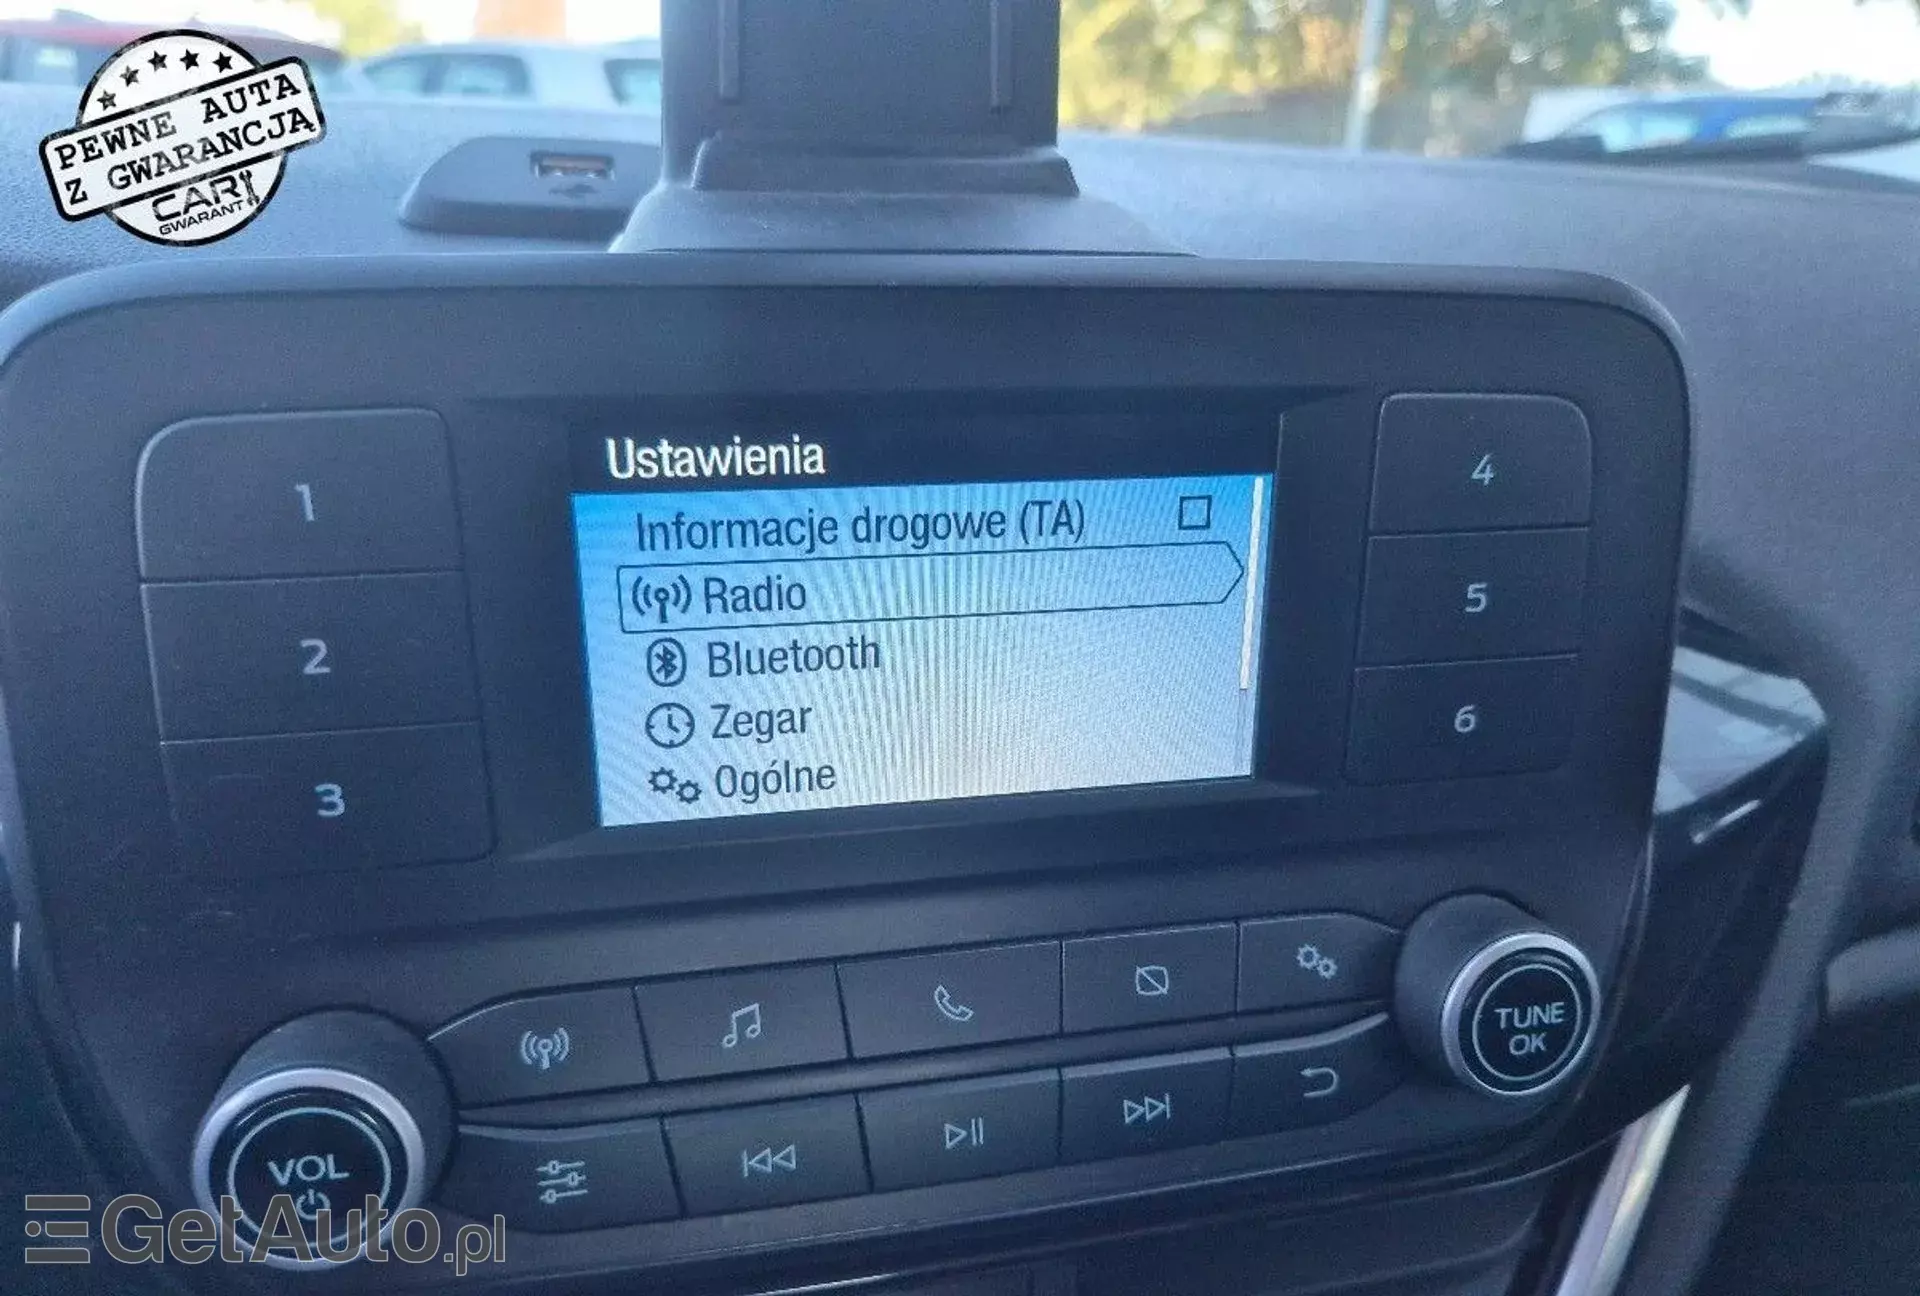 PEWNE AUTA
Z GWARANCJĄ
CAR
GWARANT
Ustawienia
Informacje drogowe (TA)
Radio
Bluetooth
Zegar
Ogólne
1
2
3
4
5
6
VOL
TUNE
OK
GetAuto.pl